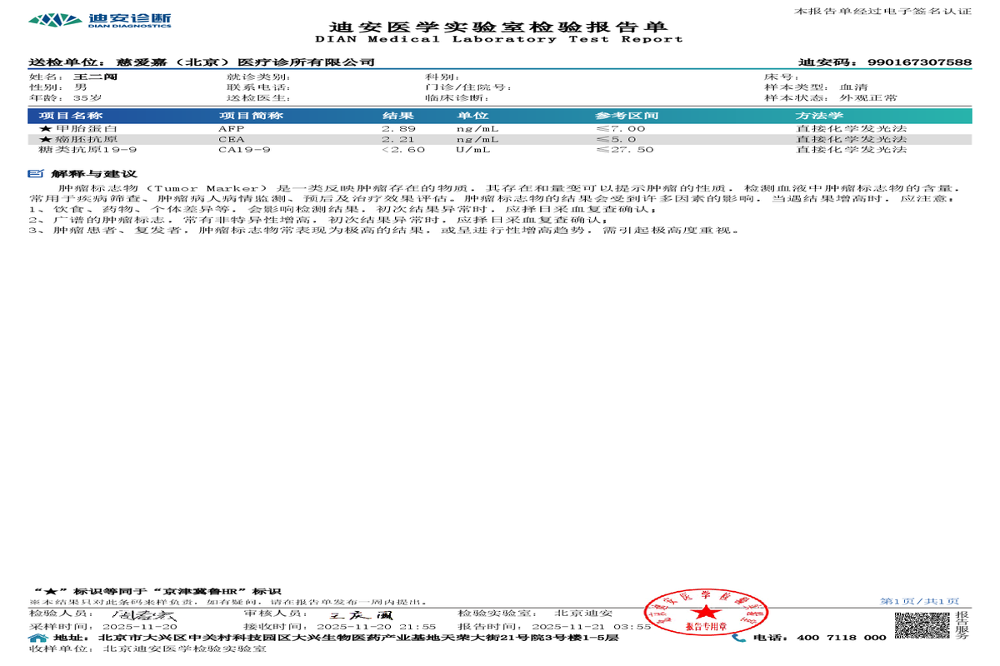 迪安诊断
DIAN DIAGNOSTICS
本报告单经过电子签名认证
迪安医学实验室检验报告单
DIAN Medical Laboratory Test Report
送检单位：慈爱嘉（北京）医疗诊所有限公司 迪安码：990167307588
姓名：王二闯 就诊类别： 科别： 床号：
性别：男 联系电话： 门诊/住院号： 样本类型：血清
年龄：35岁 送检医生： 临床诊断： 样本状态：外观正常
项目名称 项目简称 结果 单位 参考区间 方法学
★甲胎蛋白 AFP 2.89 ng/mL ≤7.00 直接化学发光法
★癌胚抗原 CEA 2.21 ng/mL ≤5.0 直接化学发光法
糖类抗原19-9 CA19-9 <2.60 U/mL ≤27.50 直接化学发光法
解释与建议
肿瘤标志物（Tumor Marker）是一类反映肿瘤存在的物质，其存在和量变可以提示肿瘤的性质，检测血液中肿瘤标志物的含量，
常用于疾病筛查、肿瘤病人病情监测、预后及治疗效果评估。肿瘤标志物的结果会受到许多因素的影响，当遇结果增高时，应注意：
1、饮食、药物、个体差异等，会影响检测结果，初次结果异常时，应择日采血复查确认；
2、广谱的肿瘤标志，常有非特异性增高，初次结果异常时，应择日采血复查确认；
3、肿瘤患者、复发者，肿瘤标志物常表现为极高的结果，或呈进行性增高趋势，需引起极高度重视。
“★”标识等同于“京津冀鲁HR”标识
※本结果只对此条码来样负责，如有疑问，请在报告单发布一周内提出。
第1页/共1页
检验人员： 审核人员： 检验实验室：北京迪安
采样时间：2025-11-20 接收时间：2025-11-20 21:55 报告时间：2025-11-21 03:55
报告专用章
报告服务
地址：北京市大兴区中关村科技园区大兴生物医药产业基地天荣大街21号院3号楼1-5层 电话：400 7118 000
收样单位：北京迪安医学检验实验室